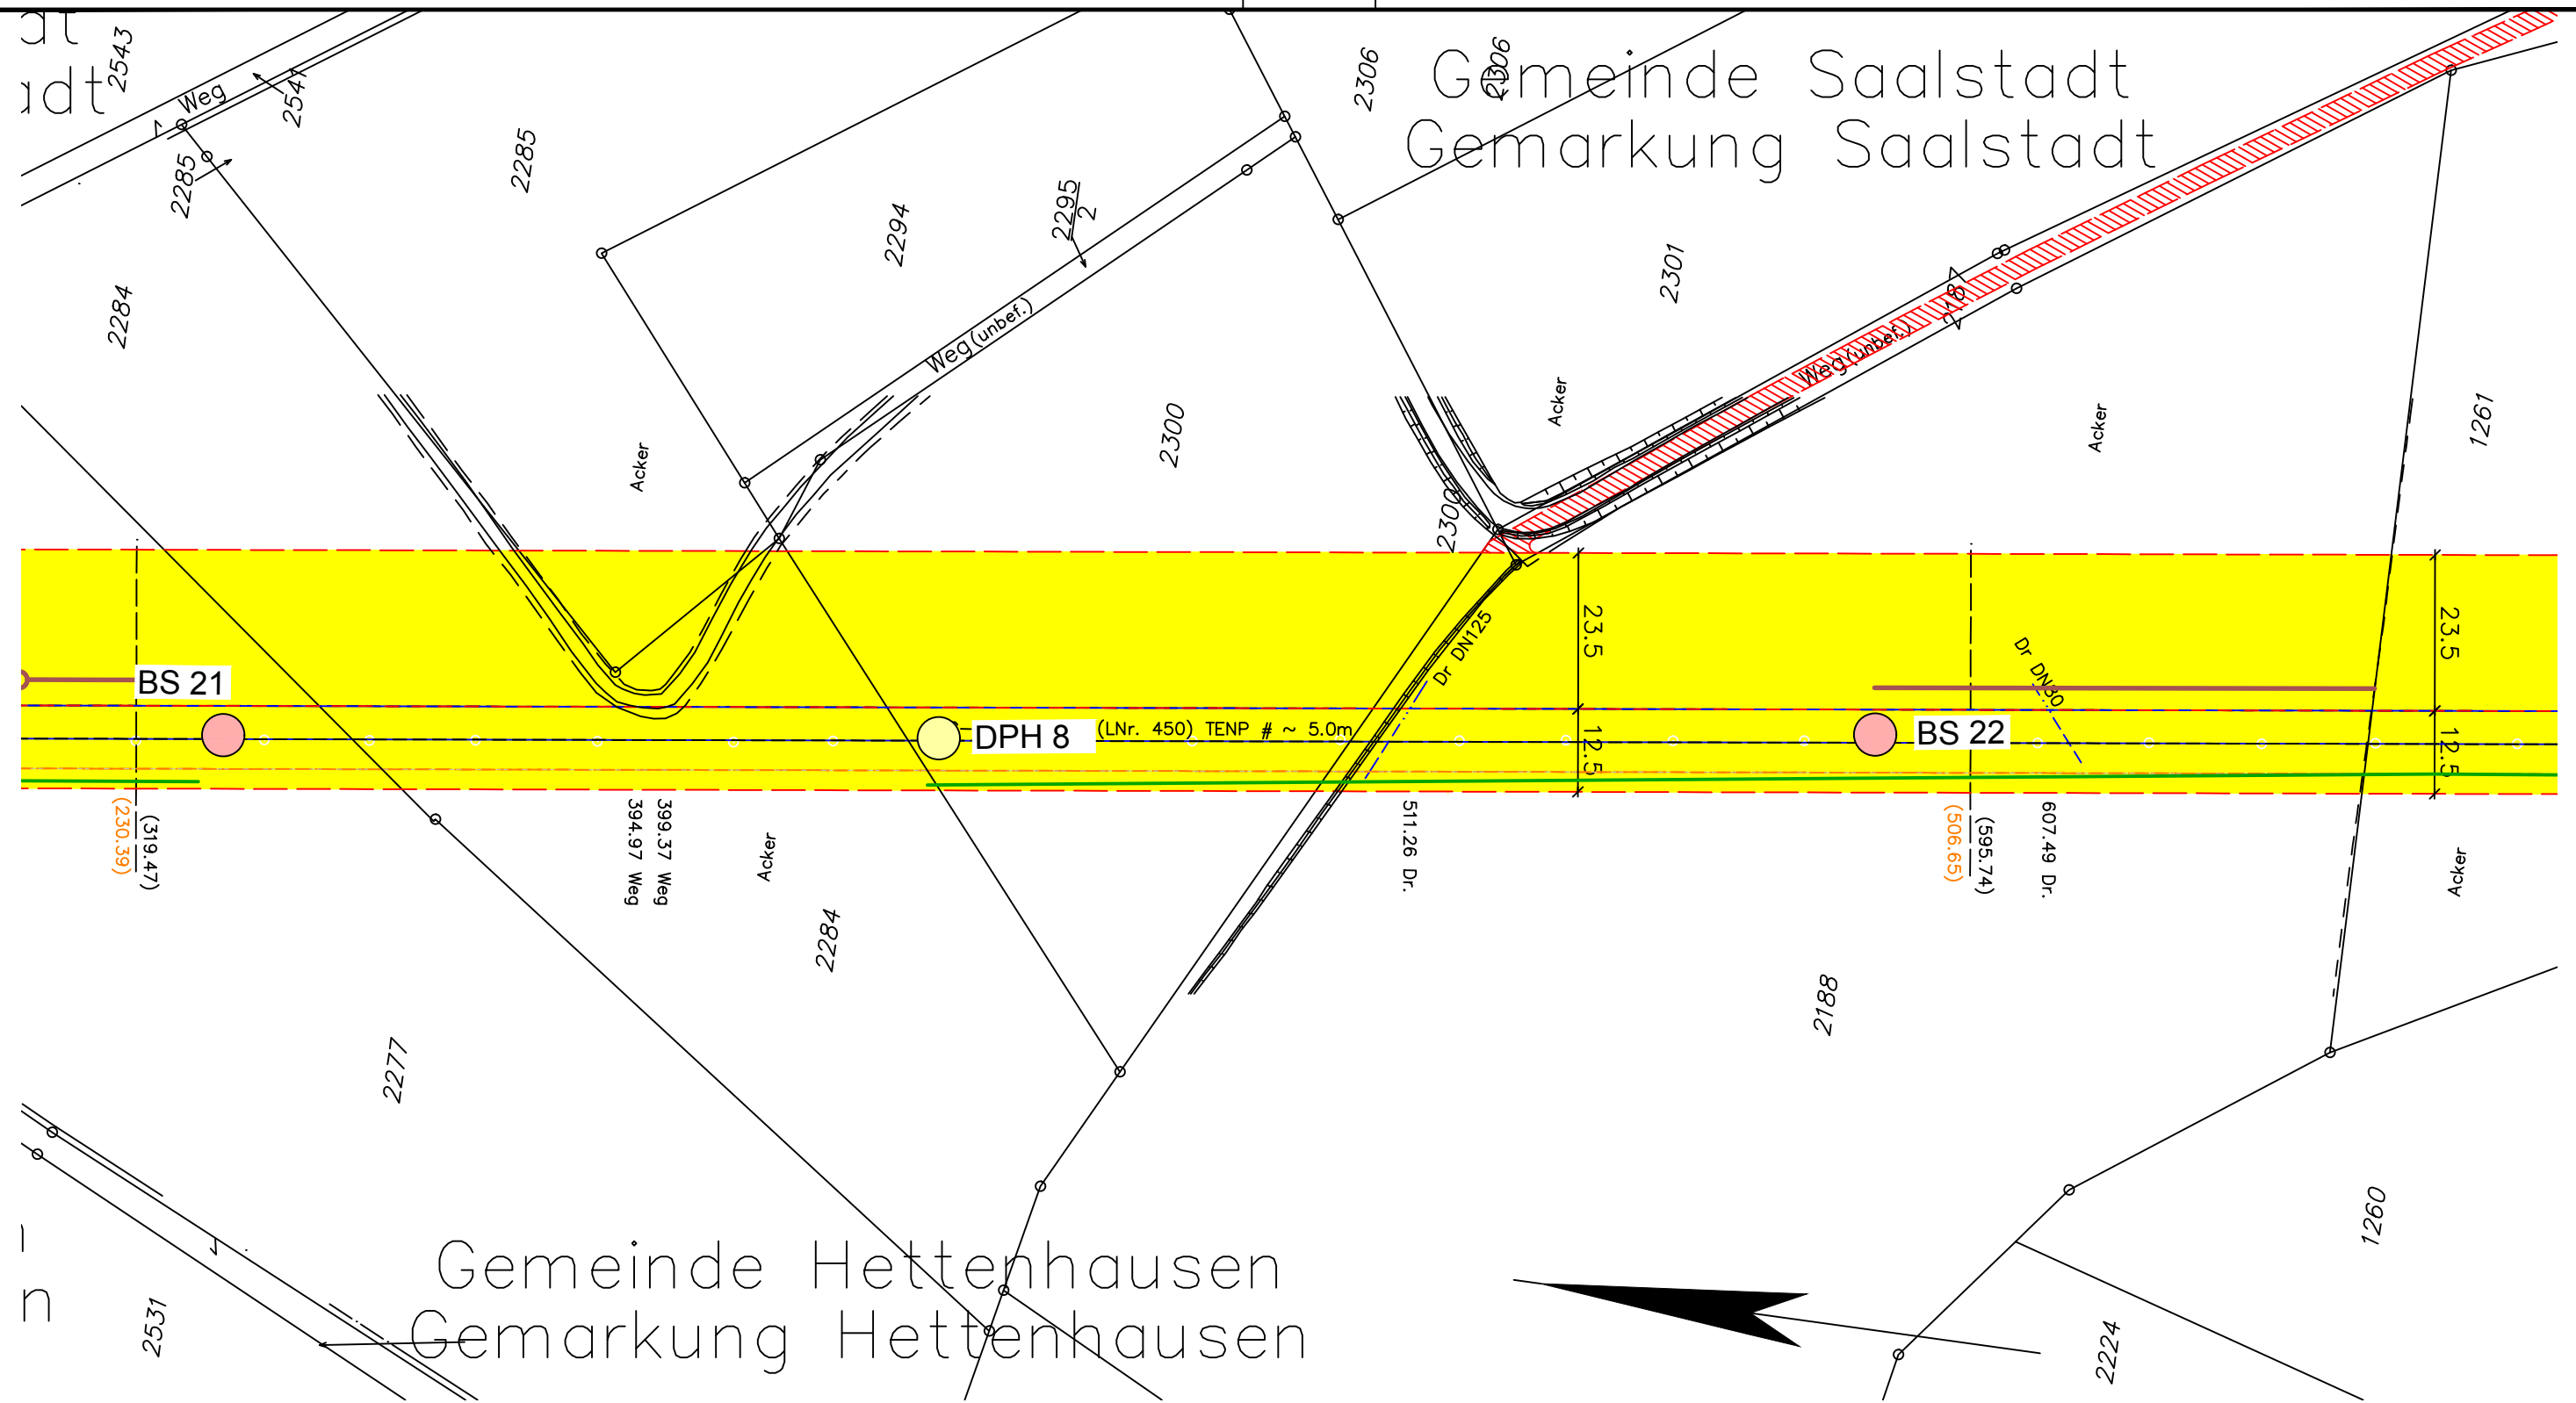 dt
adt
2543
Weg
2541
1
2285
2285
2284
2294
2295
2
Weg (unbef.)
2306
2306
Gemeinde Saalstadt
Gemarkung Saalstadt
2301
2187
Weg (unbef.)
2300
2300
Acker
Acker
Acker
1261
23.5
23.5
Dr DN125
Dr DN80
BS 21
DPH 8
(LNr. 450) TENP # ~ 5.0m
BS 22
12.5
12.5
(230.39)
(319.47)
394.97 Weg
399.37 Weg
Acker
511.26 Dr.
(506.65)
(595.74)
607.49 Dr.
Acker
2284
2188
2277
1260
n
2531
Gemeinde Hettenhausen
Gemarkung Hettenhausen
2224